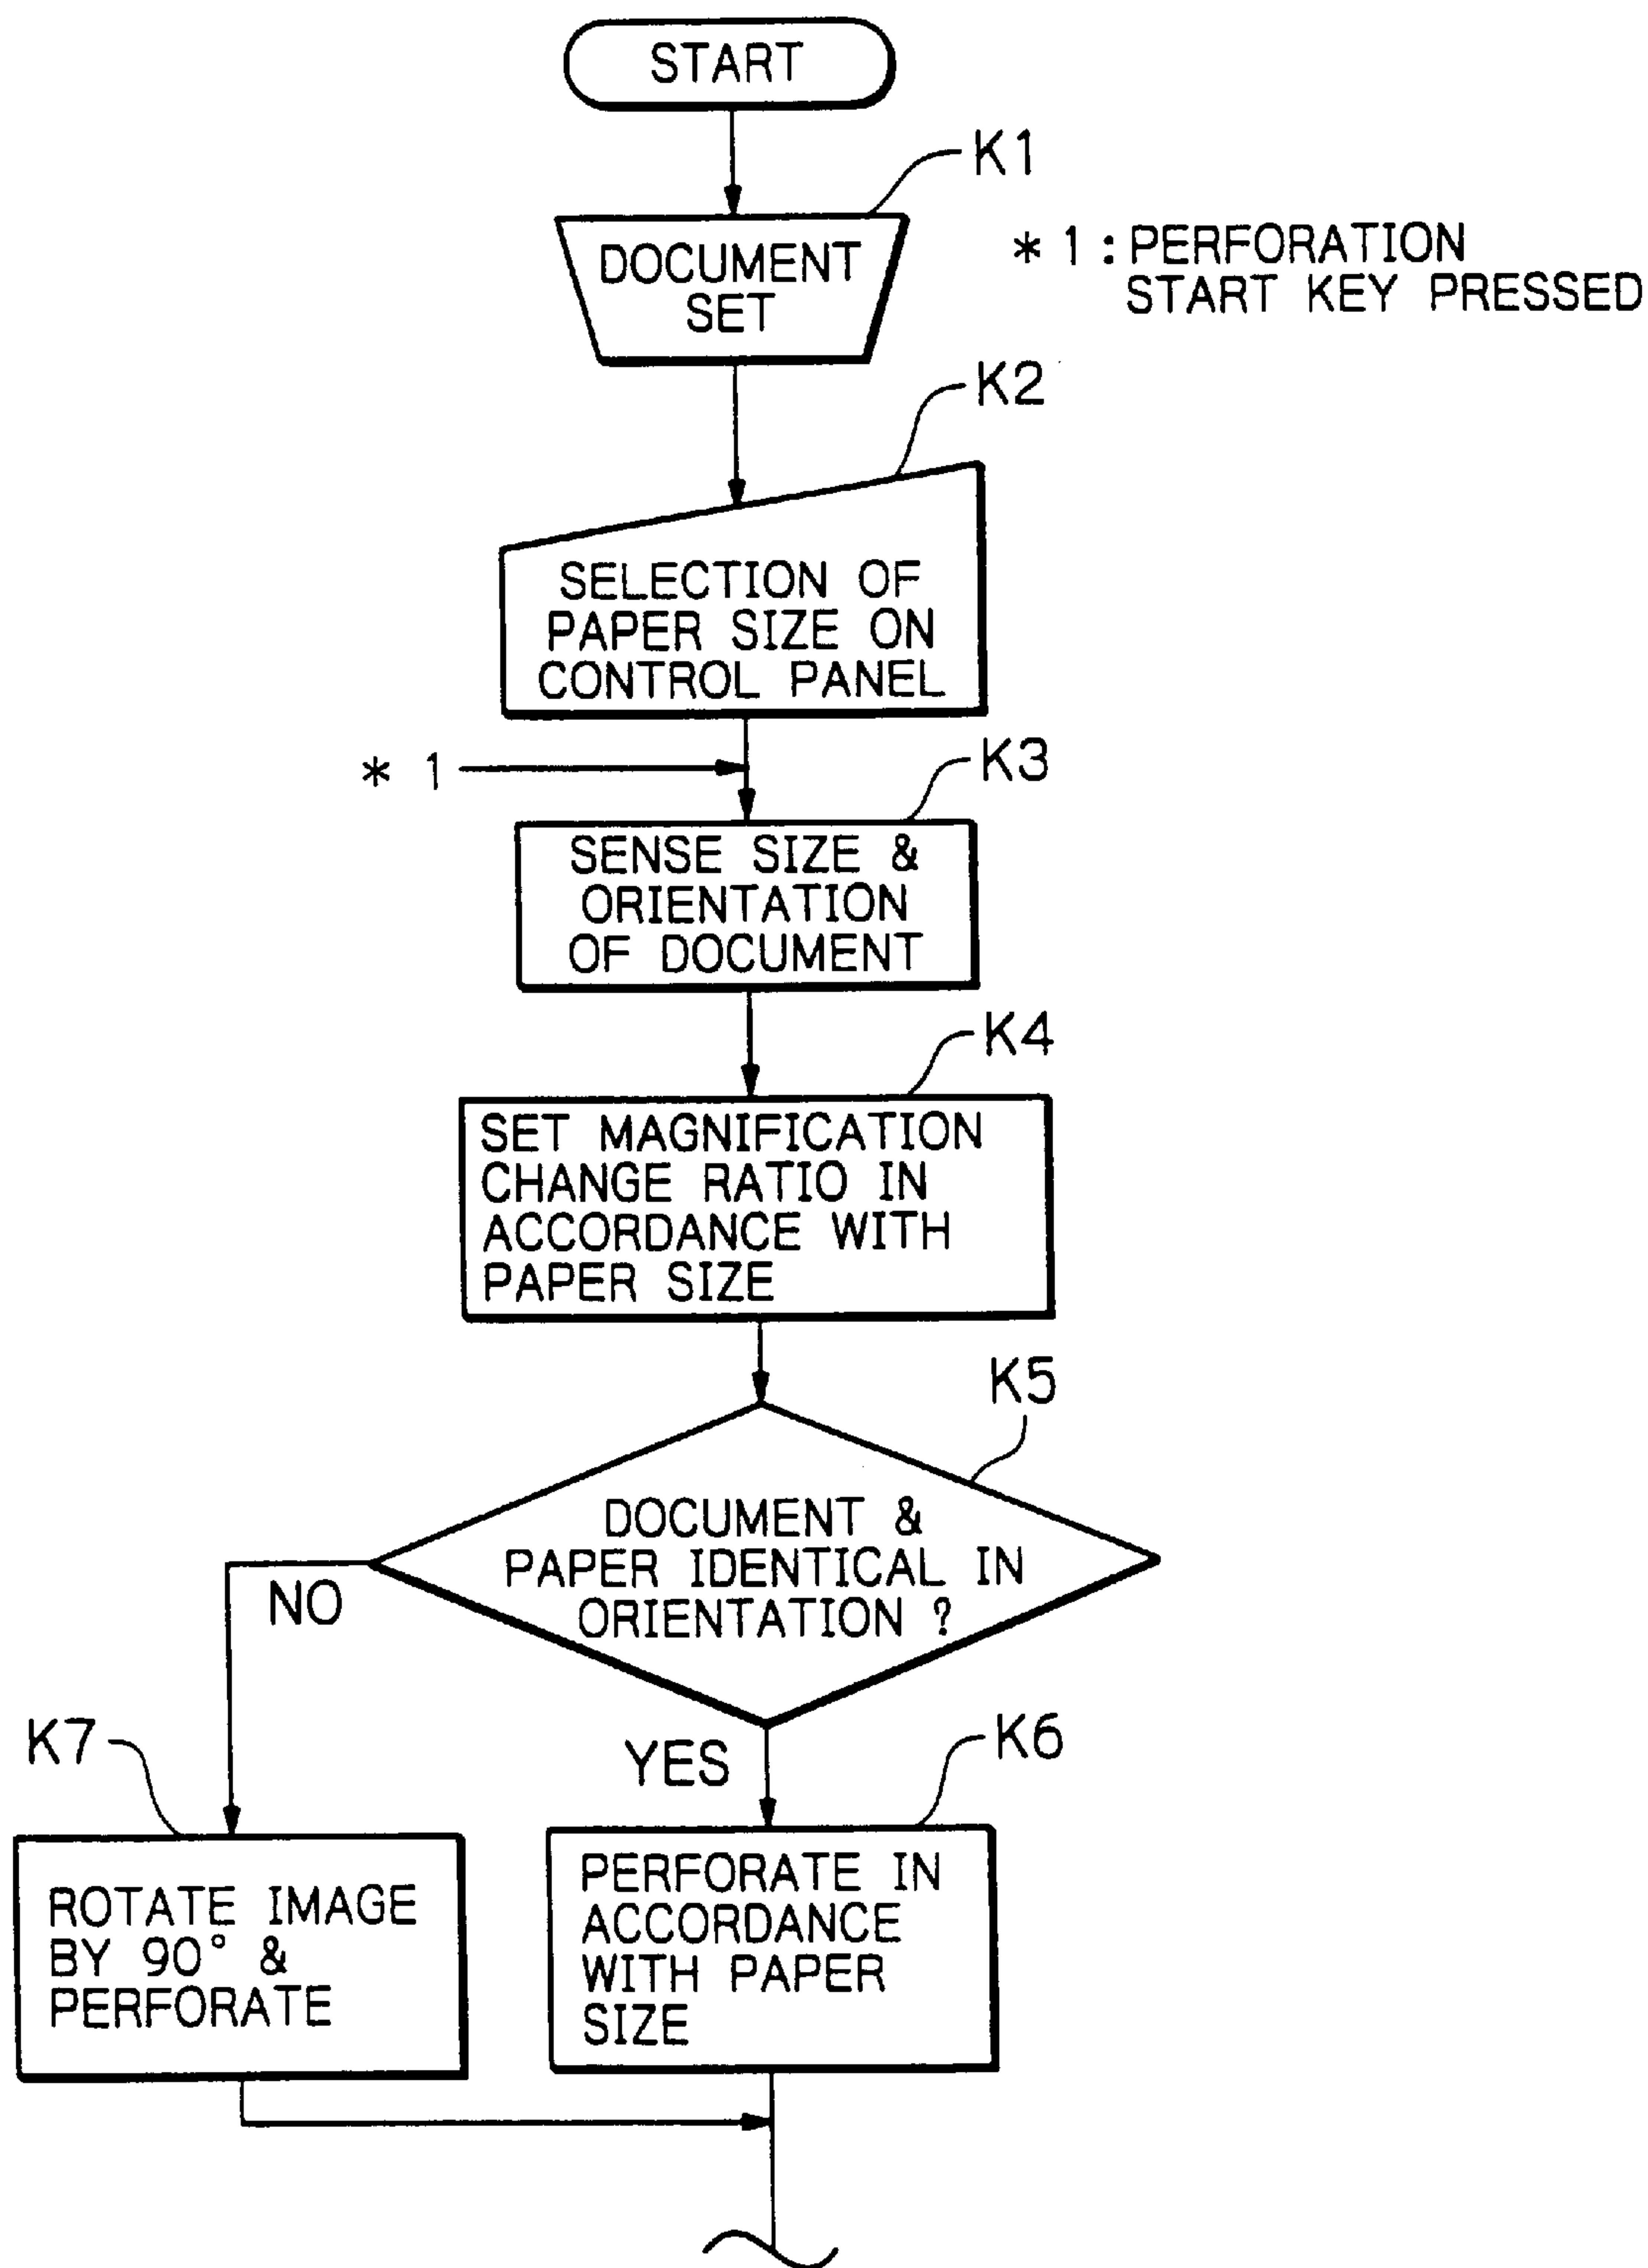 START
K1
DOCUMENT
SET
* 1 : PERFORATION
START KEY PRESSED
K2
SELECTION OF
PAPER SIZE ON
CONTROL PANEL
* 1
K3
SENSE SIZE &
ORIENTATION
OF DOCUMENT
K4
SET MAGNIFICATION
CHANGE RATIO IN
ACCORDANCE WITH
PAPER SIZE
K5
DOCUMENT &
PAPER IDENTICAL IN
ORIENTATION ?
NO
YES
K7
K6
ROTATE IMAGE
BY 90° &
PERFORATE
PERFORATE IN
ACCORDANCE
WITH PAPER
SIZE